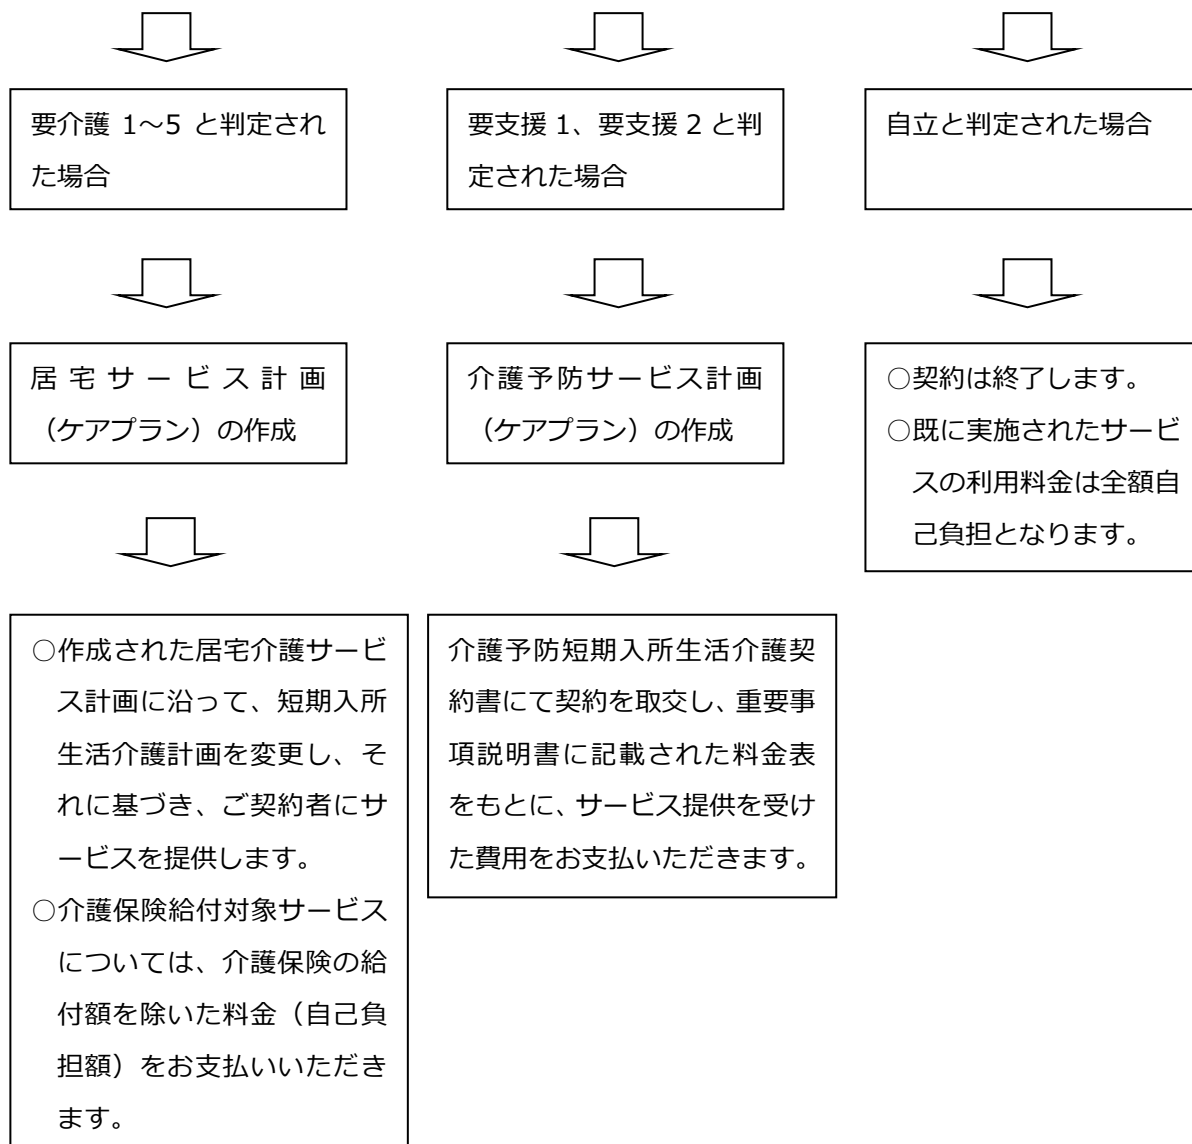 要介護 1~5 と判定され
た場合
要支援 1、要支援 2 と判
定された場合
自立と判定された場合
居宅サービス計画
（ケアプラン）の作成
介護予防サービス計画
（ケアプラン）の作成
○契約は終了します。
○既に実施されたサービ
スの利用料金は全額自
己負担となります。
○作成された居宅介護サービ
ス計画に沿って、短期入所
生活介護計画を変更し、そ
れに基づき、ご契約者にサ
ービスを提供します。
○介護保険給付対象サービス
については、介護保険の給
付額を除いた料金（自己負
担額）をお支払いいただき
ます。
介護予防短期入所生活介護契
約書にて契約を取交し、重要事
項説明書に記載された料金表
をもとに、サービス提供を受け
た費用をお支払いただきます。